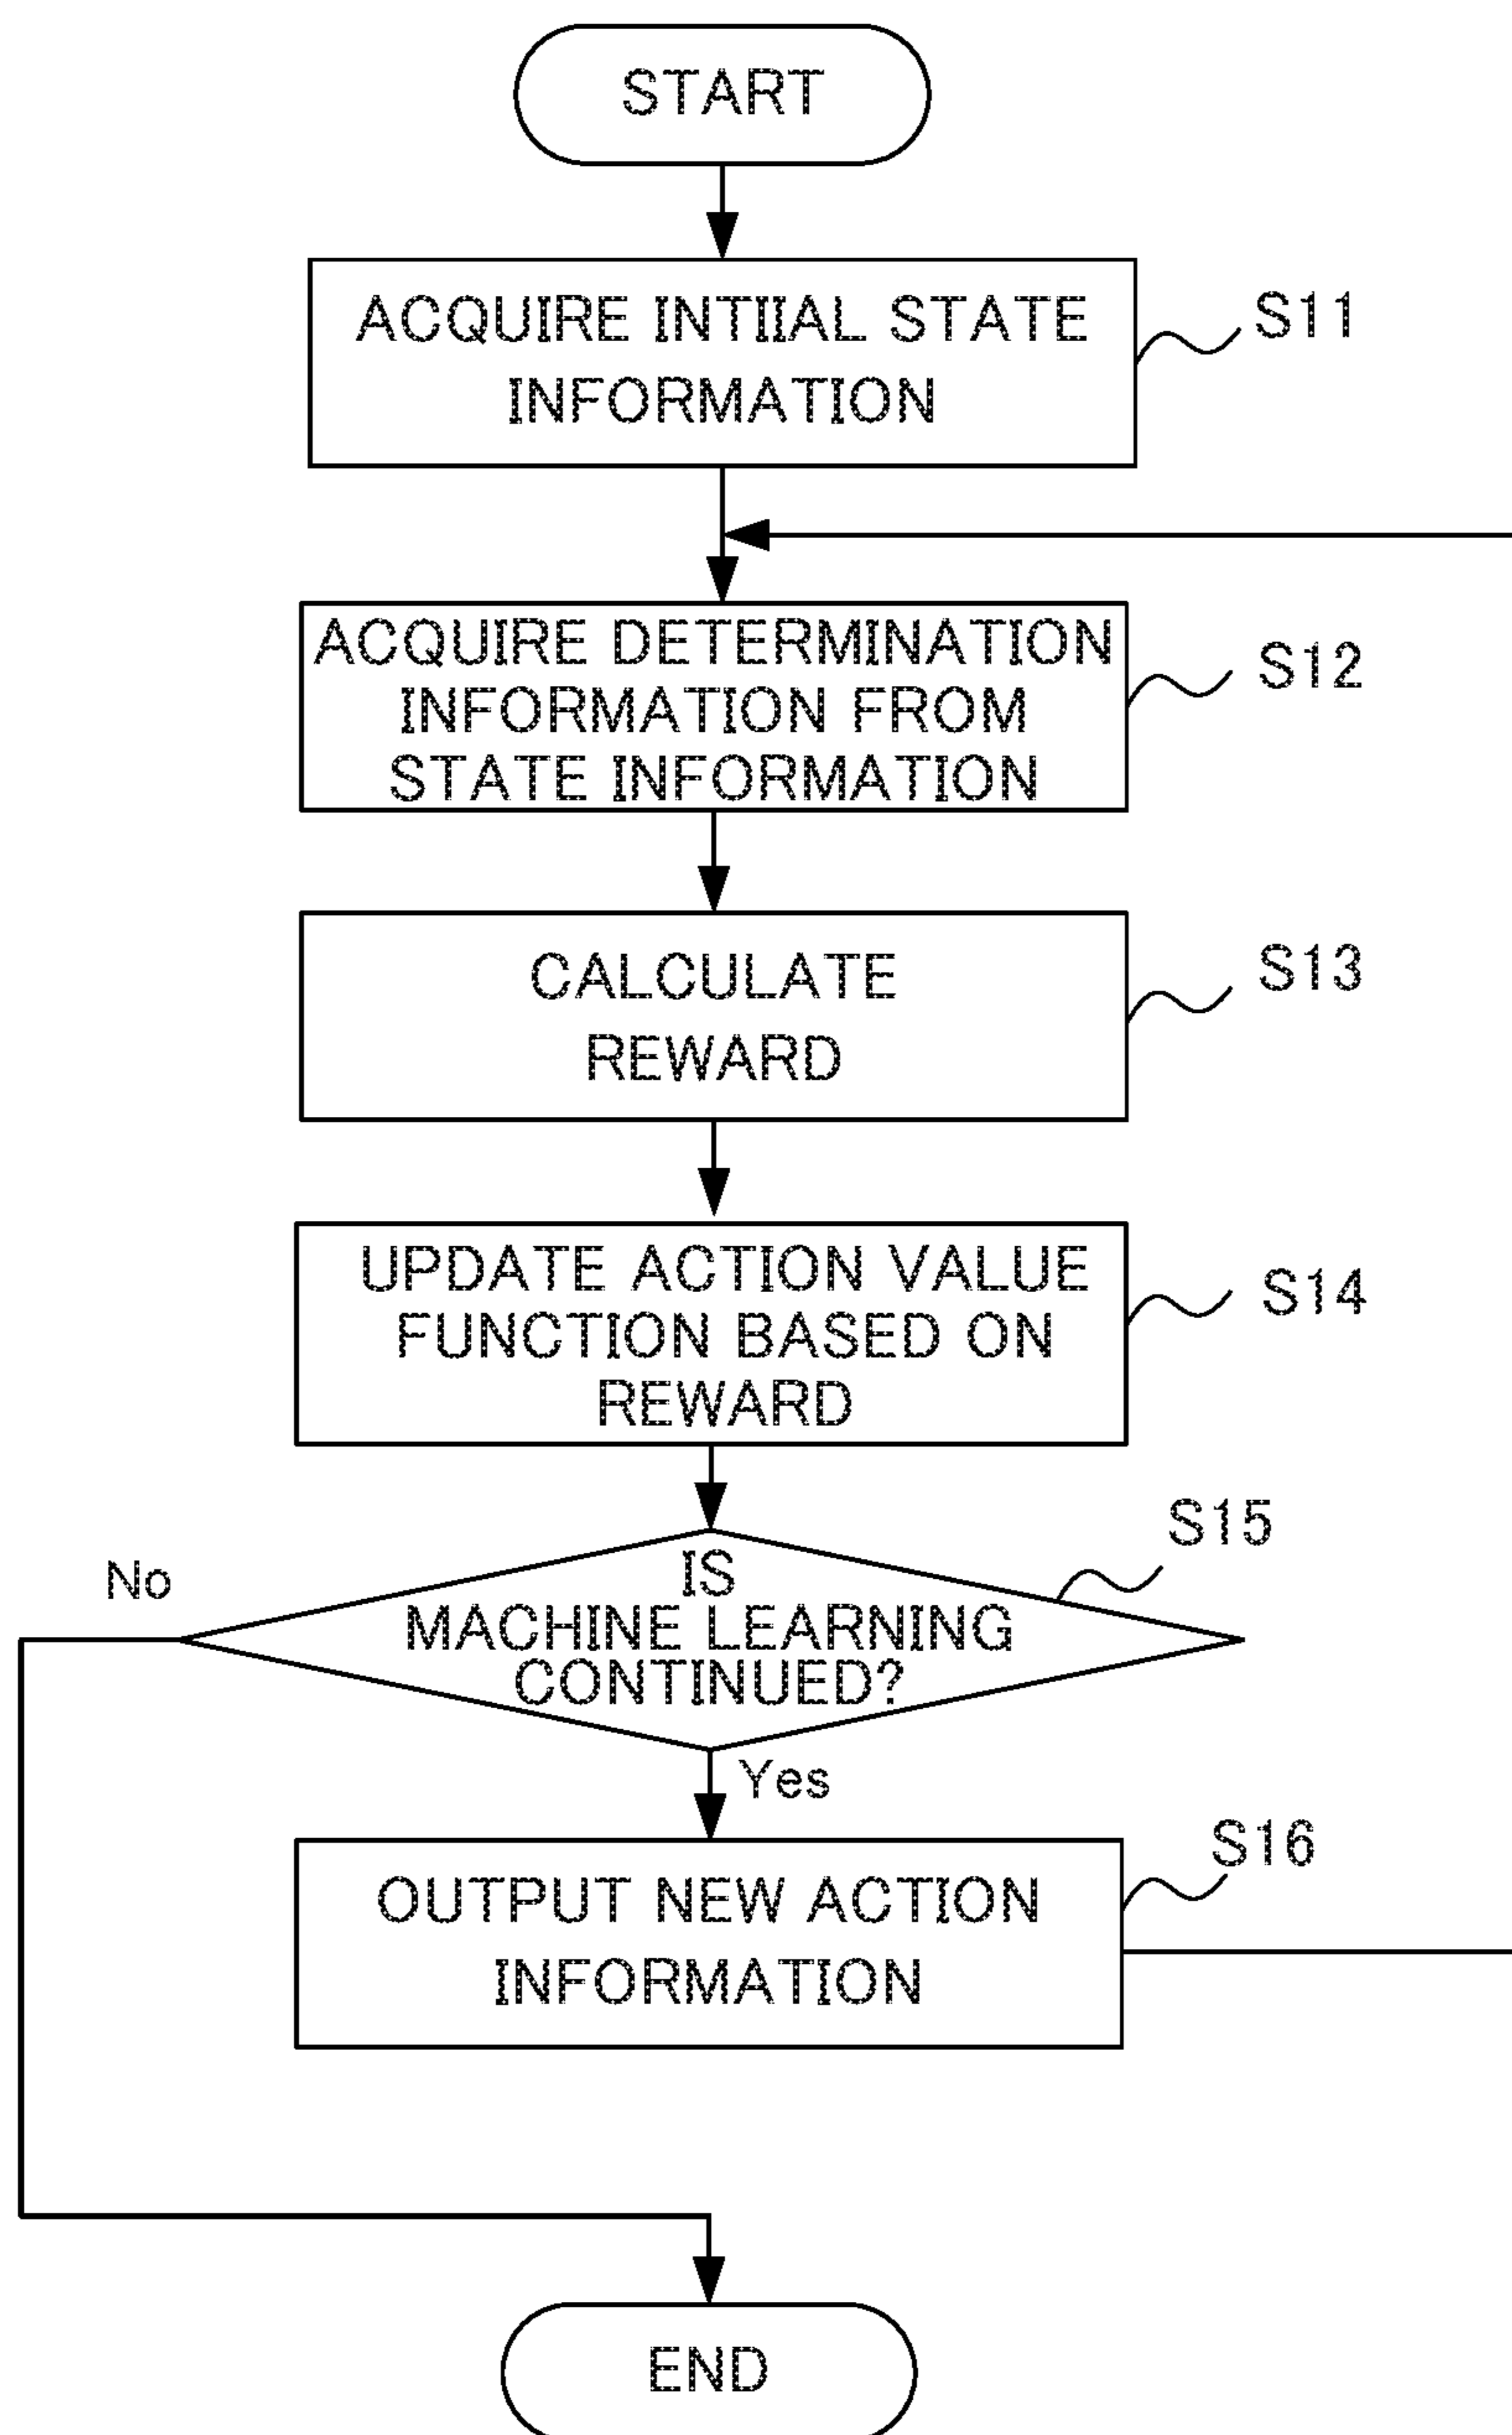 START
ACQUIRE INTIIAL STATE
INFORMATION
S11
ACQUIRE DETERMINATION
INFORMATION FROM
STATE INFORMATION
S12
CALCULATE
REWARD
S13
UPDATE ACTION VALUE
FUNCTION BASED ON
REWARD
S14
IS
MACHINE LEARNING
CONTINUED?
S15
No
Yes
OUTPUT NEW ACTION
INFORMATION
S16
END